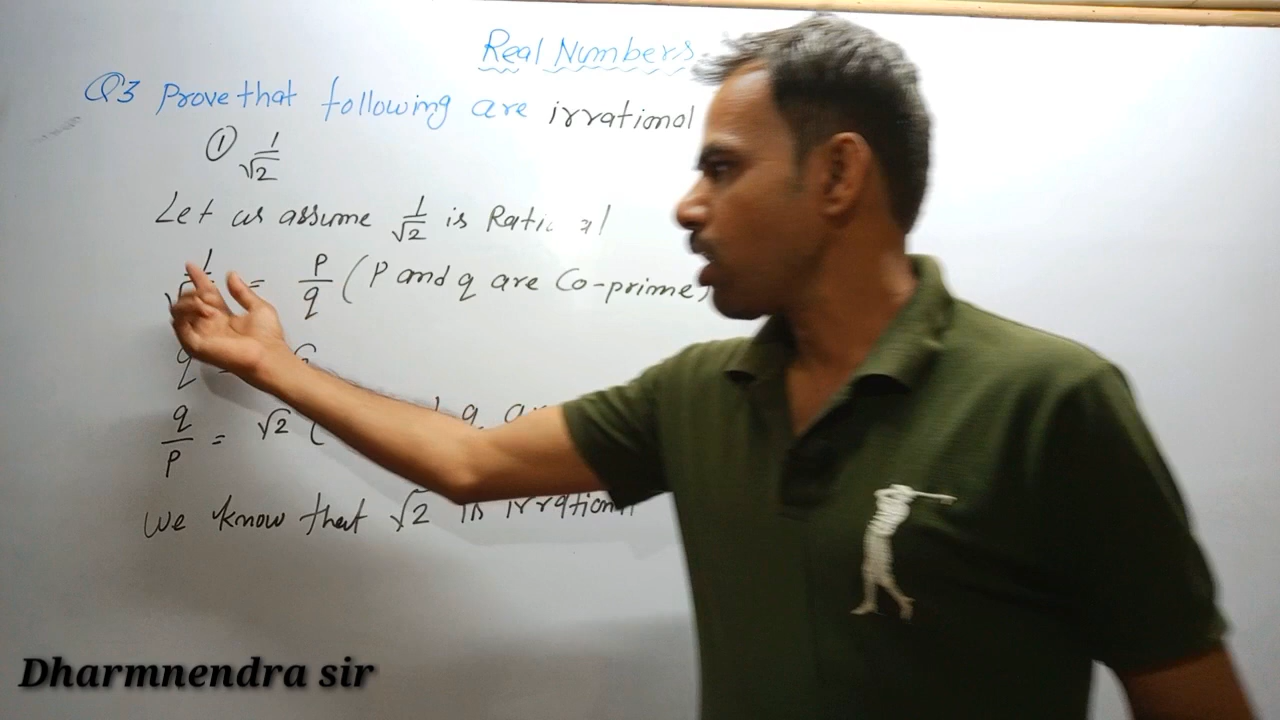 Real Numbers
Q3 Prove that following are irrational
① 1/√2
Let us assume 1/√2 is
= p/q (P and q are Co-prime)
q
q/p = √2 ( q
We know that √2 is irrational
Dharmnendra sir